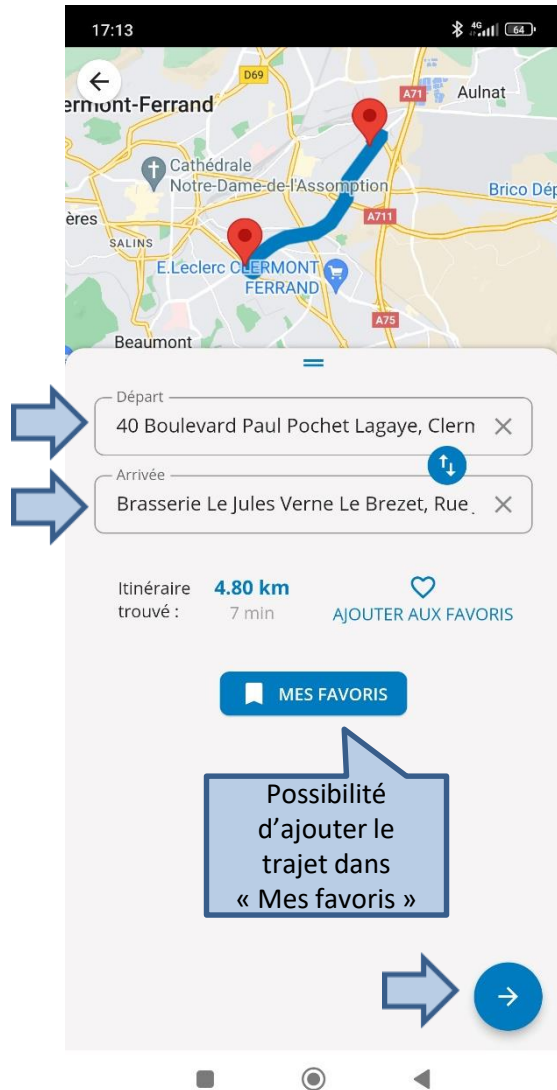 17:13
4G
64
D69
ermont-Ferrand
A71
Aulnat
Cathédrale
Notre-Dame-de-l'Assomption
Brico Dép
ères
A711
SALINS
E.Leclerc CLERMONT
FERRAND
A75
Beaumont
Départ
40 Boulevard Paul Pochet Lagaye, Clern
Arrivée
Brasserie Le Jules Verne Le Brezet, Rue
Itinéraire 4.80 km
trouvé : 7 min AJOUTER AUX FAVORIS
MES FAVORIS
Possibilité
d’ajouter le
trajet dans
« Mes favoris »